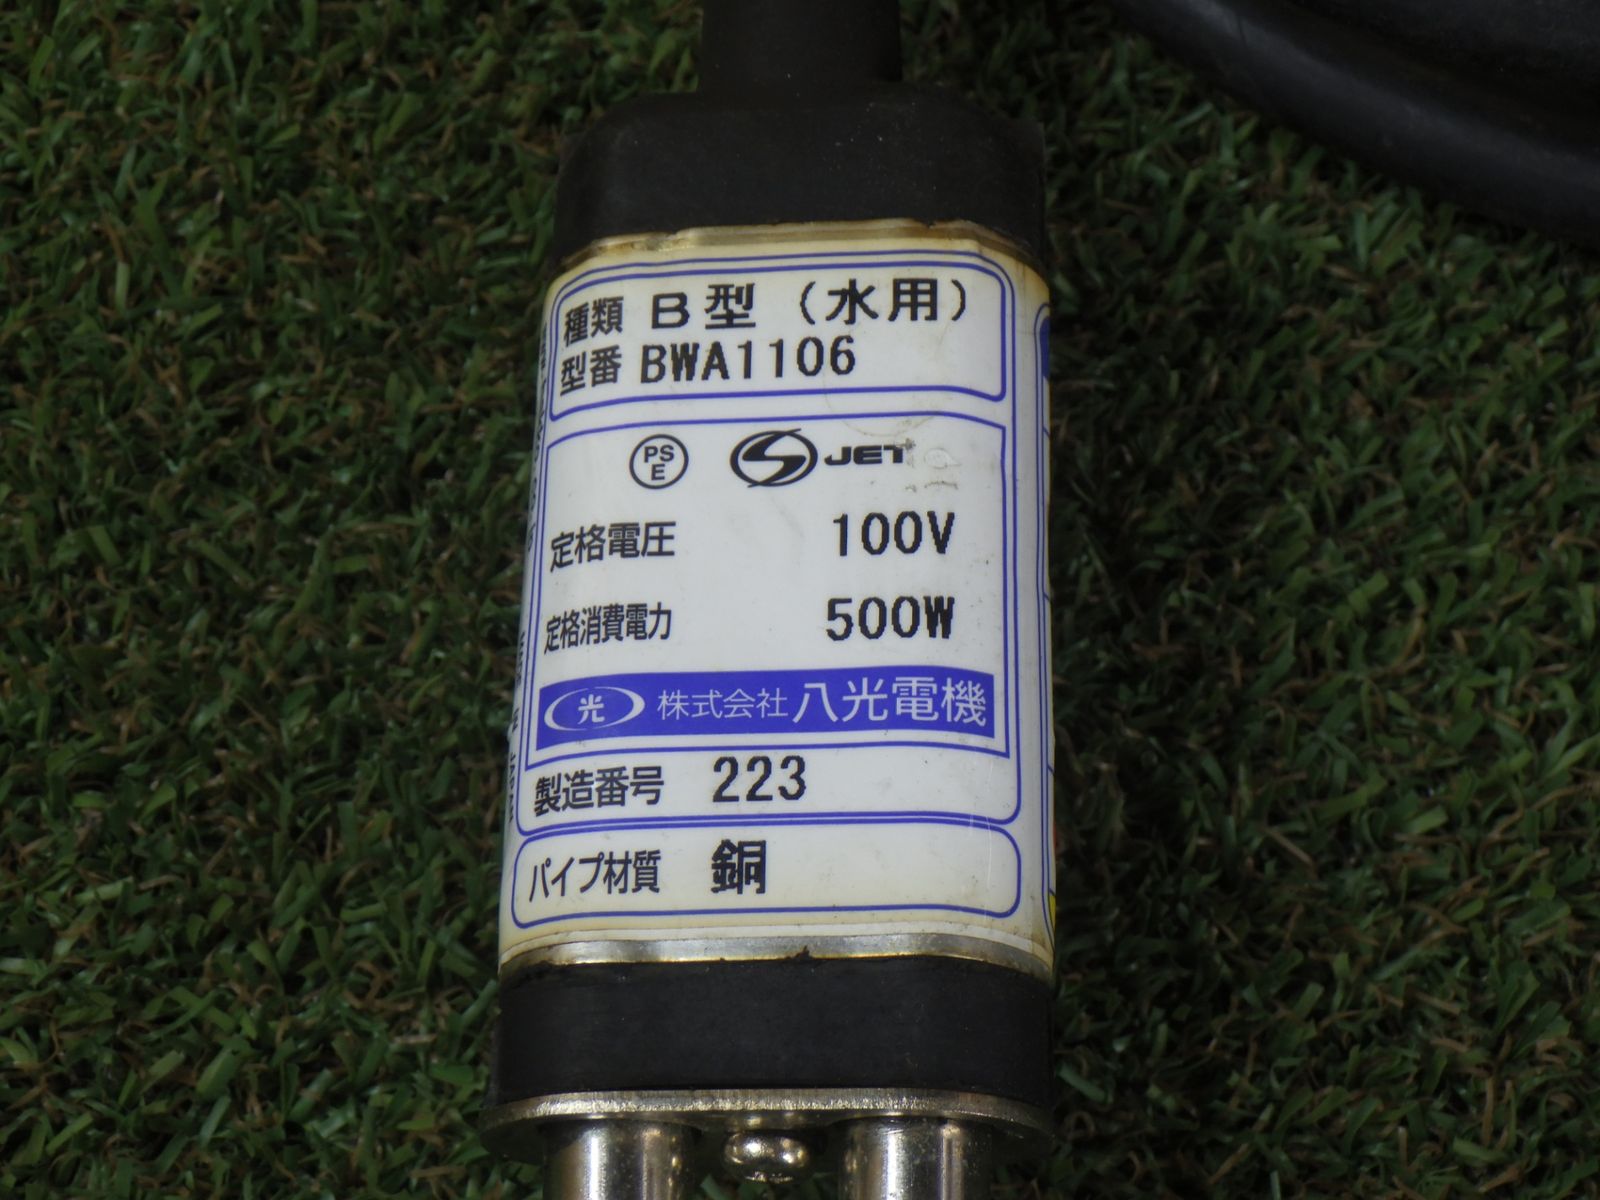 種類 B型（水用）
型番 BWA1106
PS E
JET
定格電圧 100V
定格消費電力 500W
光 株式会社 八光電機
製造番号 223
パイプ材質 銅